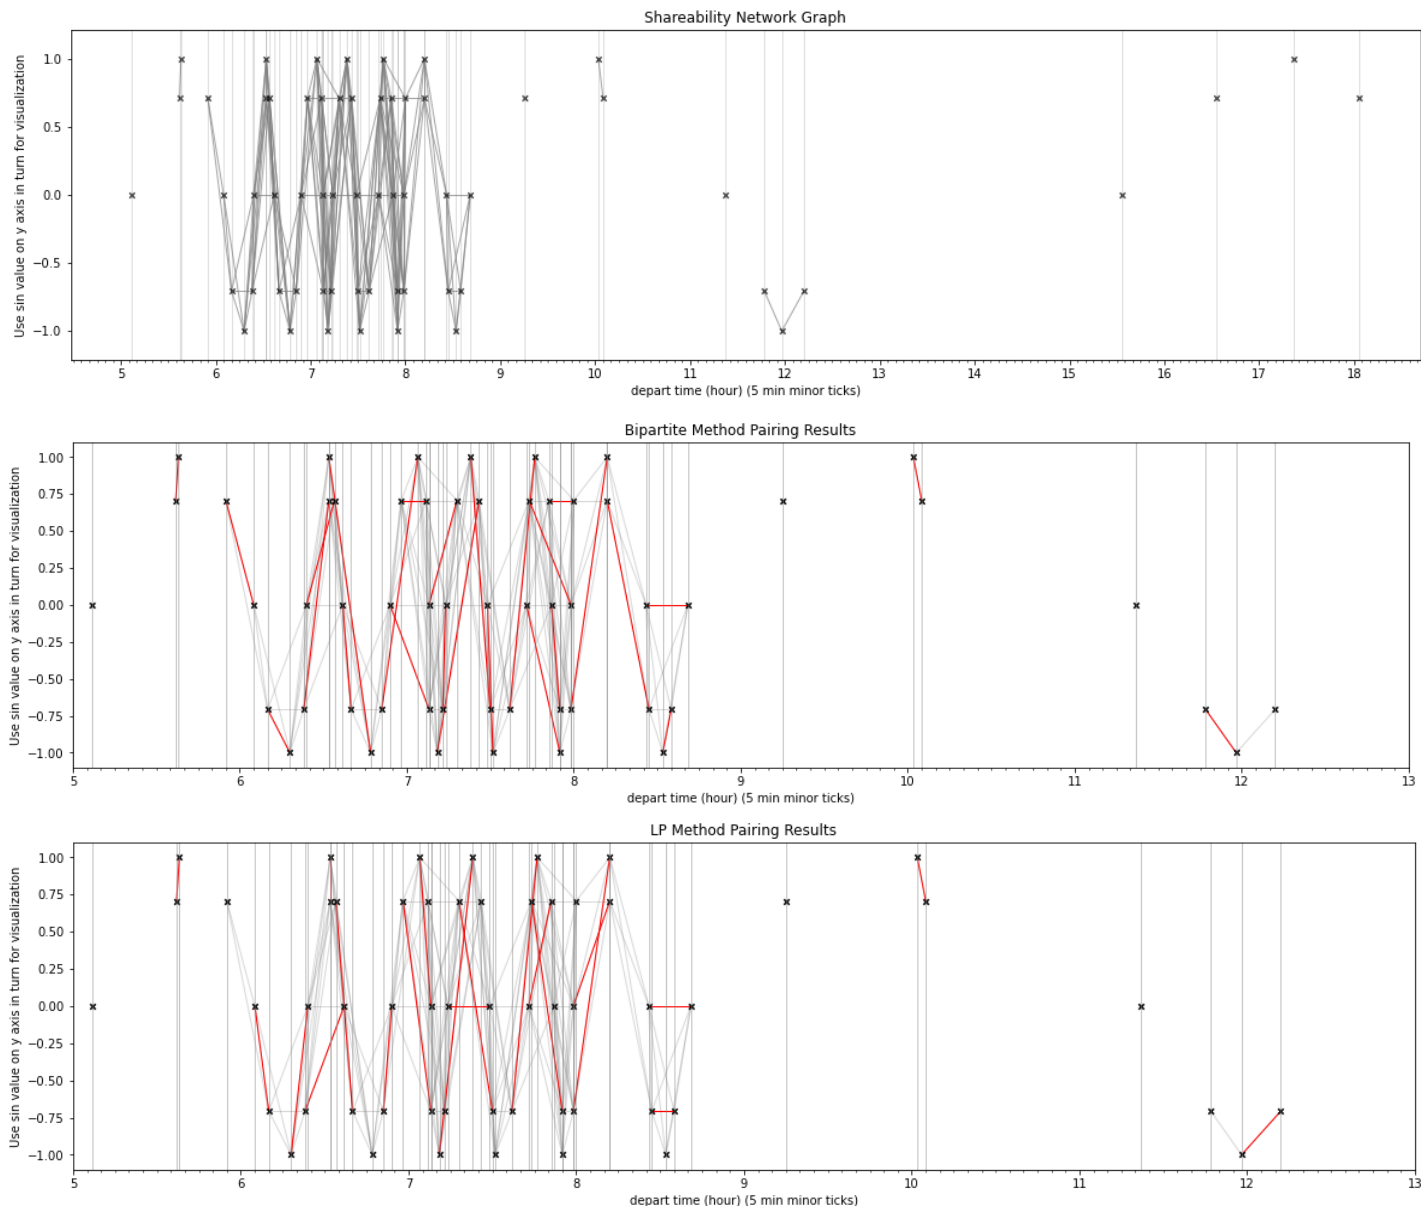 Shareability Network Graph
Use sin value on y axis in turn for visualization
1.0
0.5
0.0
−0.5
−1.0
5 6 7 8 9 10 11 12 13 14 15 16 17 18
depart time (hour) (5 min minor ticks)
Bipartite Method Pairing Results
Use sin value on y axis in turn for visualization
1.00
0.75
0.50
0.25
0.00
−0.25
−0.50
−0.75
−1.00
5 6 7 8 9 10 11 12 13
depart time (hour) (5 min minor ticks)
LP Method Pairing Results
Use sin value on y axis in turn for visualization
1.00
0.75
0.50
0.25
0.00
−0.25
−0.50
−0.75
−1.00
5 6 7 8 9 10 11 12 13
depart time (hour) (5 min minor ticks)